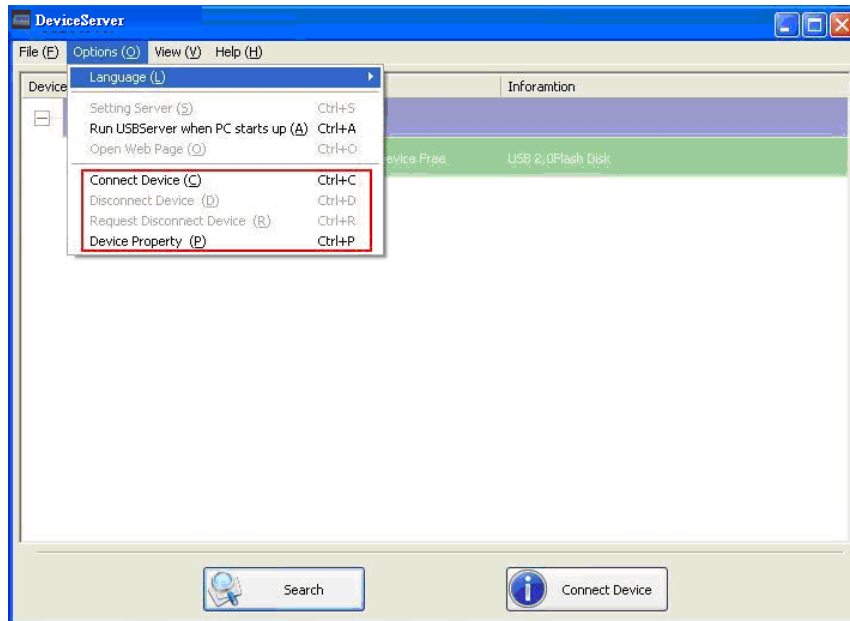 DeviceServer
File (F) Options (O) View (V) Help (H)
Device Inforamtion
Language (L)
Setting Server (S) Ctrl+S
Run USBServer when PC starts up (A) Ctrl+A
Open Web Page (O) Ctrl+O
evice Free USB 2,0Flash Disk
Connect Device (C) Ctrl+C
Disconnect Device (D) Ctrl+D
Request Disconnect Device (R) Ctrl+R
Device Property (P) Ctrl+P
Search Connect Device